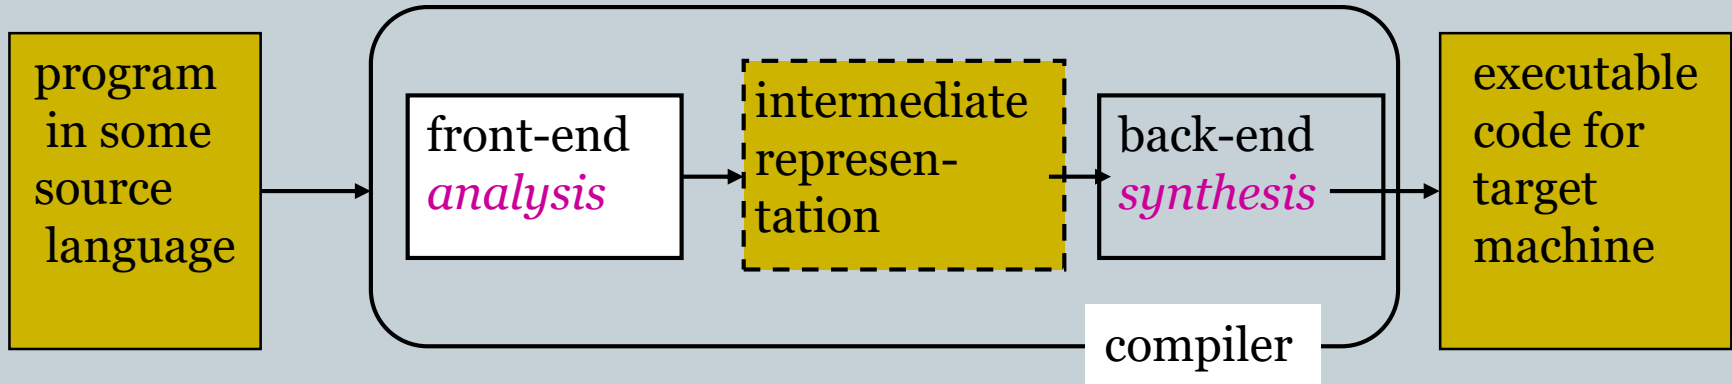 program
in some
source
language
front-end
analysis
intermediate
represen-
tation
back-end
synthesis
compiler
executable
code for
target
machine